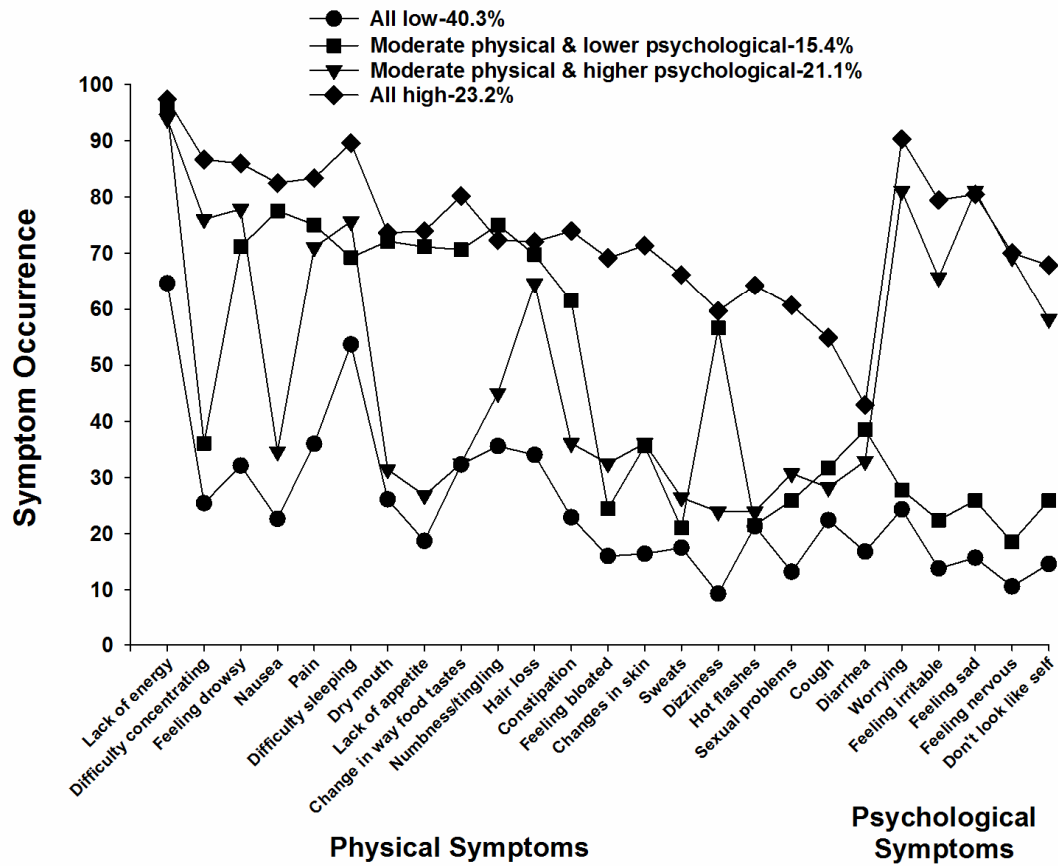 All low-40.3%
Moderate physical & lower psychological-15.4%
Moderate physical & higher psychological-21.1%
All high-23.2%
100
90
80
70
60
50
40
30
20
10
0
Symptom Occurrence
Lack of energy
Difficulty concentrating
Feeling drowsy
Nausea
Pain
Difficulty sleeping
Dry mouth
Lack of appetite
Change in way food tastes
Numbness/tingling
Hair loss
Constipation
Feeling bloated
Changes in skin
Sweats
Dizziness
Hot flashes
Sexual problems
Cough
Diarrhea
Worrying
Feeling irritable
Feeling sad
Feeling nervous
Don't look like self
Physical Symptoms
Psychological
Symptoms